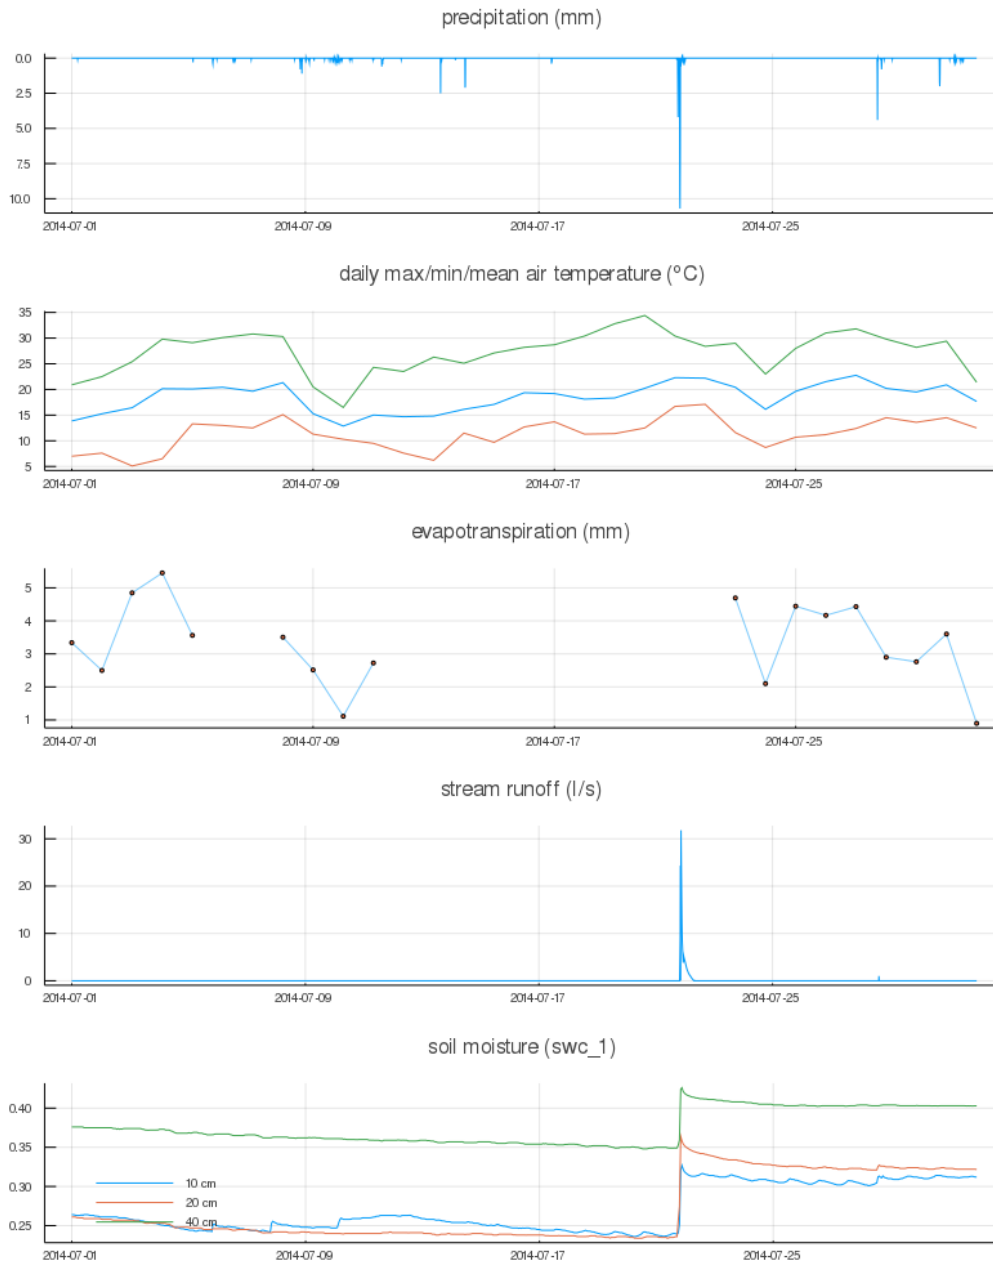 precipitation (mm)
0.0
2.5
5.0
7.5
10.0
2014-07-01 2014-07-09 2014-07-17 2014-07-25
daily max/min/mean air temperature (ºC)
35
30
25
20
15
10
5
2014-07-01 2014-07-09 2014-07-17 2014-07-25
evapotranspiration (mm)
5
4
3
2
1
2014-07-01 2014-07-09 2014-07-17 2014-07-25
stream runoff (l/s)
30
20
10
0
2014-07-01 2014-07-09 2014-07-17 2014-07-25
soil moisture (swc_1)
0.40
0.35
0.30
0.25
10 cm
20 cm
40 cm
2014-07-01 2014-07-09 2014-07-17 2014-07-25